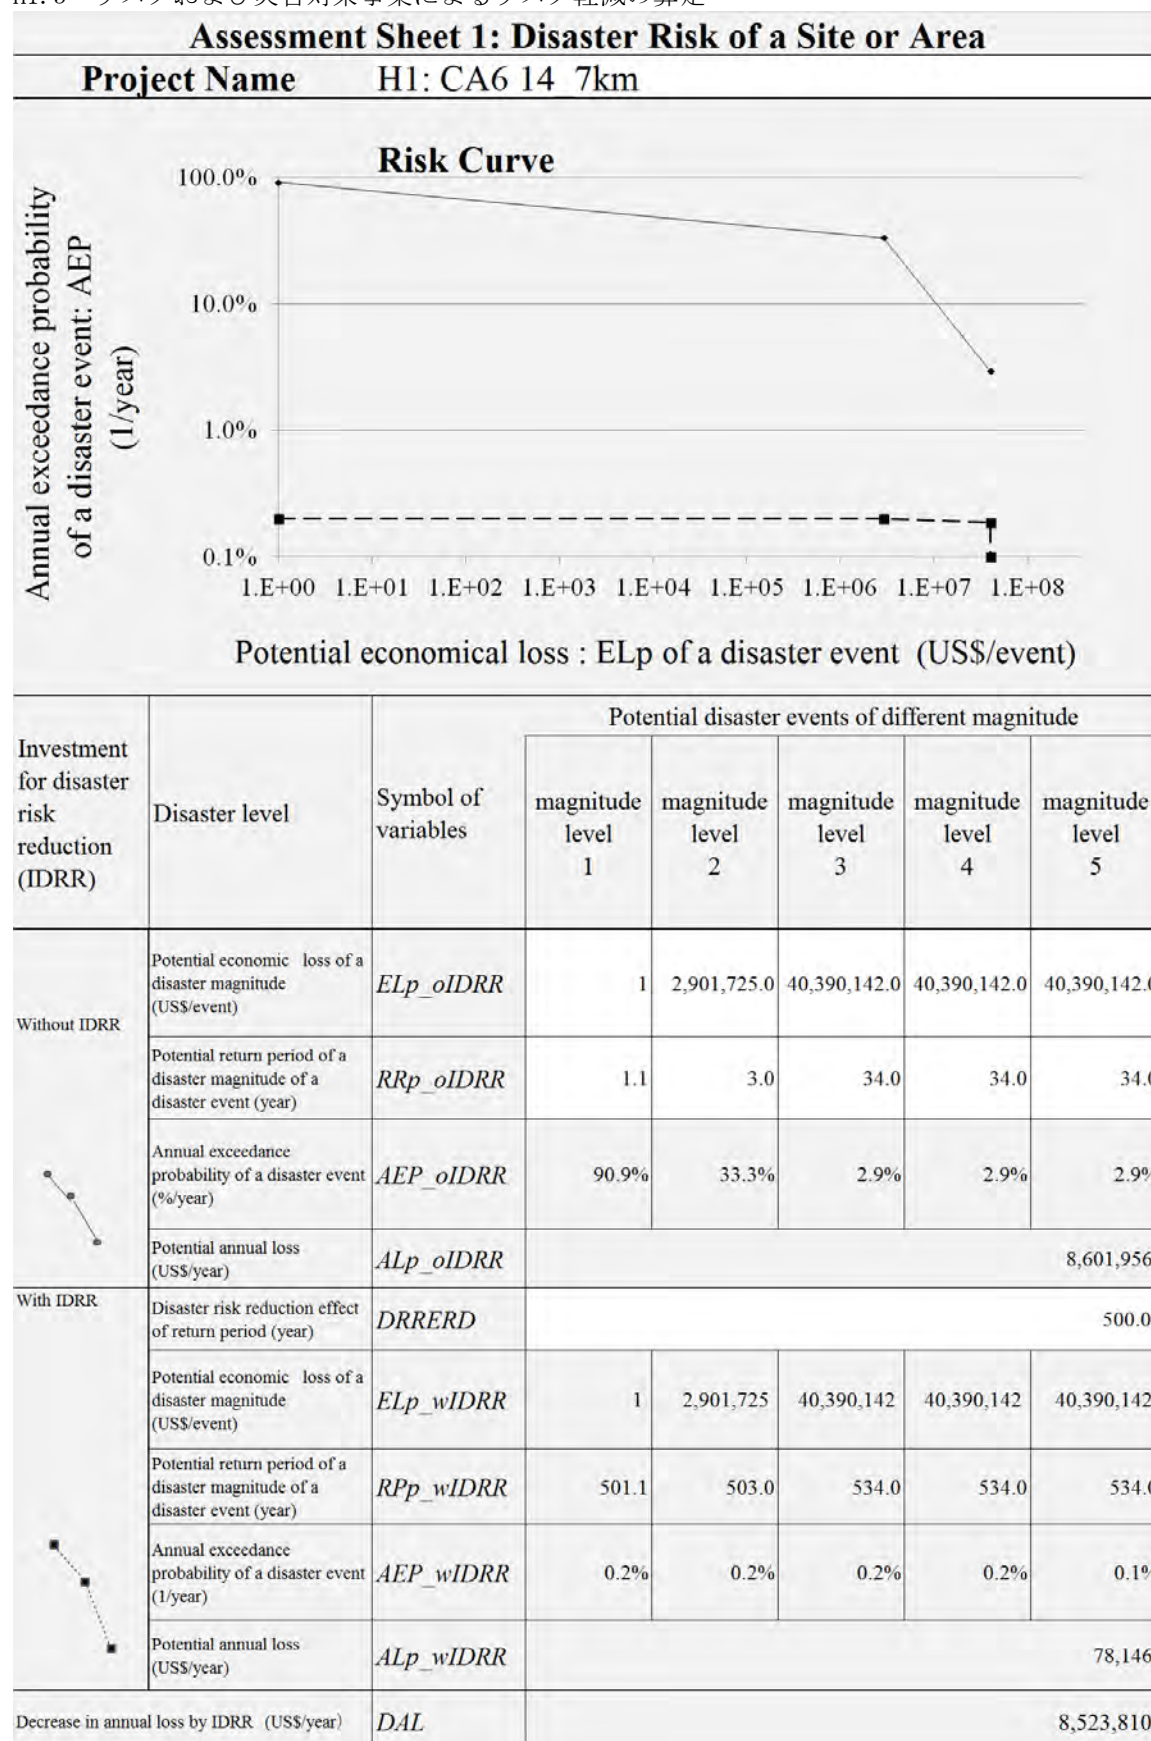 Assessment Sheet 1: Disaster Risk of a Site or Area
Project Name H1: CA6 14_7km
Risk Curve
Annual exceedance probability
of a disaster event: AEP
(1/year)
100.0%
10.0%
1.0%
0.1%
1.E+00 1.E+01 1.E+02 1.E+03 1.E+04 1.E+05 1.E+06 1.E+07 1.E+08
Potential economical loss : ELp of a disaster event (US$/event)
Investment
for disaster
risk
reduction
(IDRR)
Disaster level
Symbol of
variables
Potential disaster events of different magnitude
magnitude
level
1
magnitude
level
2
magnitude
level
3
magnitude
level
4
magnitude
level
5
Without IDRR
Potential economic loss of a
disaster magnitude
(US$/event)
ELp_oIDRR
1 2,901,725.0 40,390,142.0 40,390,142.0 40,390,142.0
Potential return period of a
disaster magnitude of a
disaster event (year)
RRp_oIDRR
1.1 3.0 34.0 34.0 34.0
Annual exceedance
probability of a disaster event
(%/year)
AEP_oIDRR
90.9% 33.3% 2.9% 2.9% 2.9%
Potential annual loss
(US$/year)
ALp_oIDRR
8,601,956
With IDRR
Disaster risk reduction effect
of return period (year)
DRRERD
500.0
Potential economic loss of a
disaster magnitude
(US$/event)
ELp_wIDRR
1 2,901,725 40,390,142 40,390,142 40,390,142
Potential return period of a
disaster magnitude of a
disaster event (year)
RPp_wIDRR
501.1 503.0 534.0 534.0 534.0
Annual exceedance
probability of a disaster event
(1/year)
AEP_wIDRR
0.2% 0.2% 0.2% 0.2% 0.1%
Potential annual loss
(US$/year)
ALp_wIDRR
78,146
Decrease in annual loss by IDRR (US$/year)
DAL
8,523,810